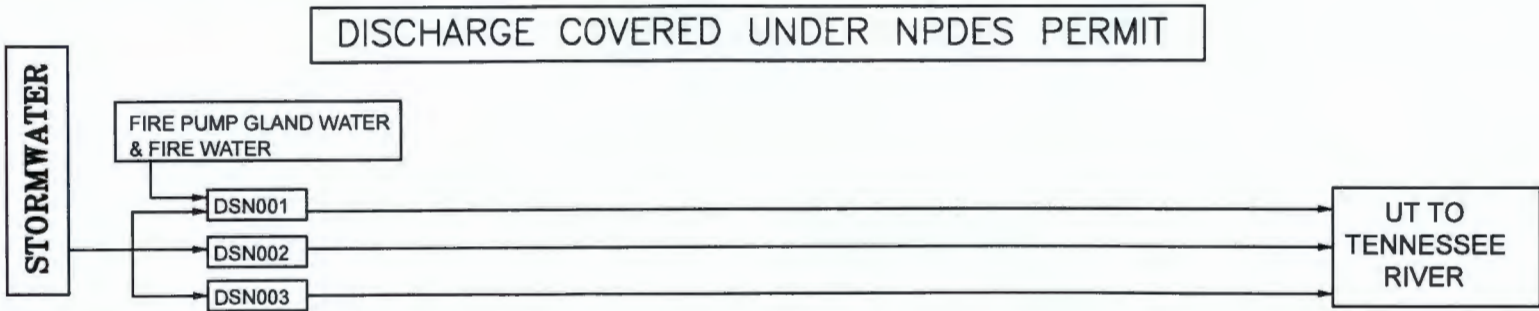 DISCHARGE COVERED UNDER NPDES PERMIT
STORMWATER
FIRE PUMP GLAND WATER
& FIRE WATER
DSN001
DSN002
DSN003
UT TO
TENNESSEE
RIVER